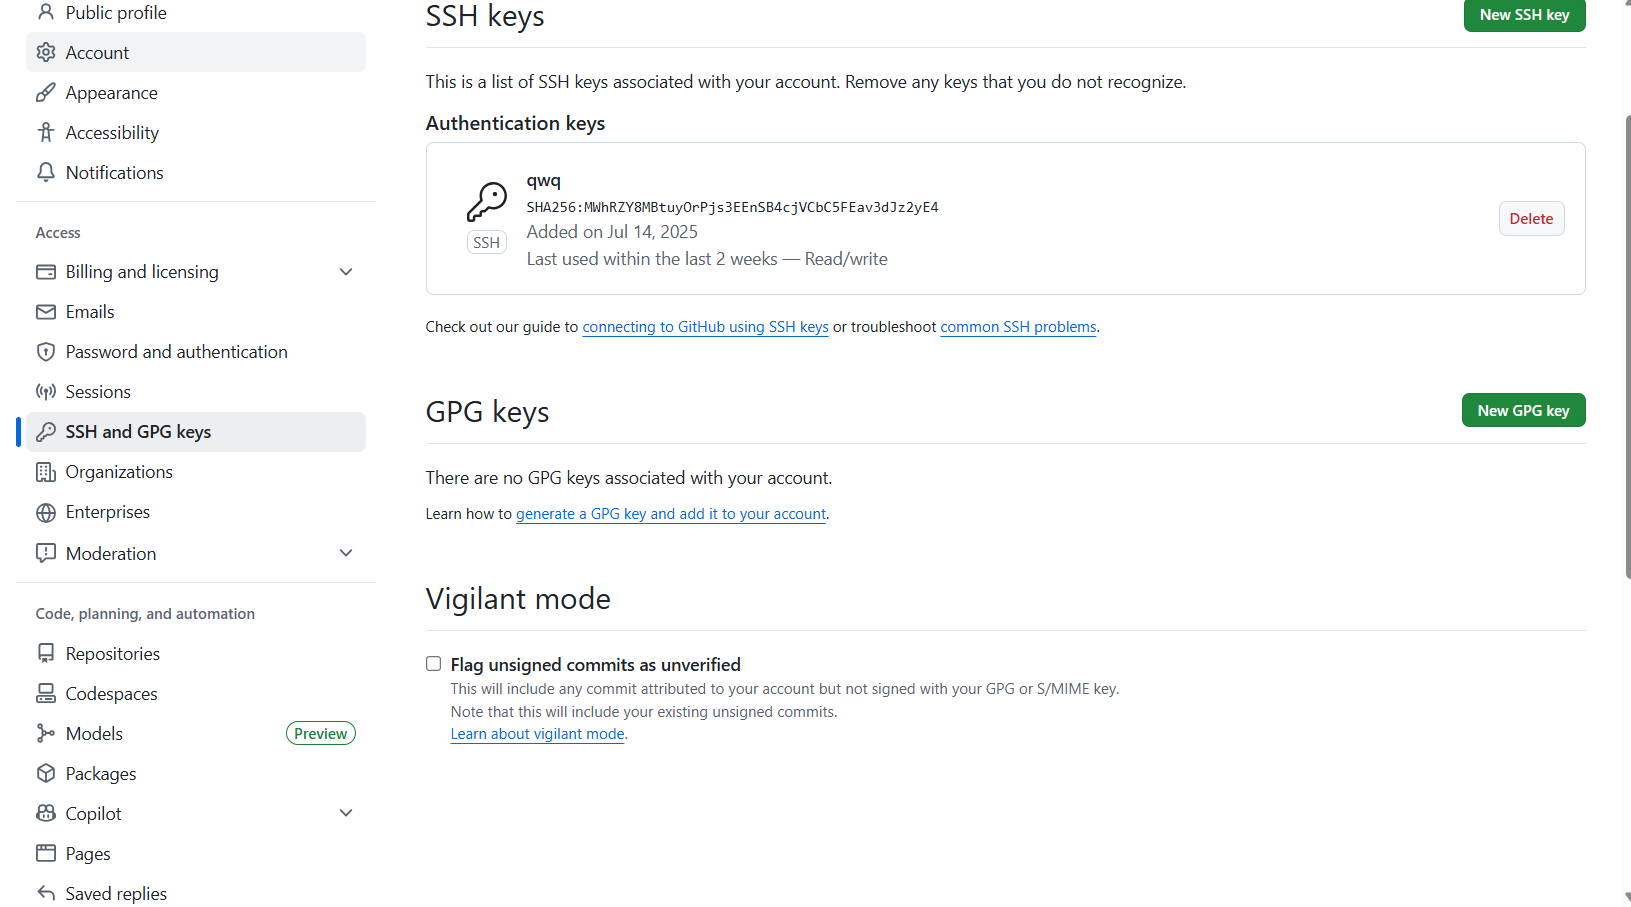 Public profile
Account
Appearance
Accessibility
Notifications
Access
Billing and licensing
Emails
Password and authentication
Sessions
SSH and GPG keys
Organizations
Enterprises
Moderation
Code, planning, and automation
Repositories
Codespaces
Models Preview
Packages
Copilot
Pages
Saved replies
SSH keys
New SSH key
This is a list of SSH keys associated with your account. Remove any keys that you do not recognize.
Authentication keys
qwq
SHA256:MWhRZY8MBtuyOrPjs3EEnSB4cjVCbC5FEav3dJz2yE4
SSH
Added on Jul 14, 2025
Last used within the last 2 weeks — Read/write
Delete
Check out our guide to connecting to GitHub using SSH keys or troubleshoot common SSH problems.
GPG keys
New GPG key
There are no GPG keys associated with your account.
Learn how to generate a GPG key and add it to your account.
Vigilant mode
Flag unsigned commits as unverified
This will include any commit attributed to your account but not signed with your GPG or S/MIME key.
Note that this will include your existing unsigned commits.
Learn about vigilant mode.